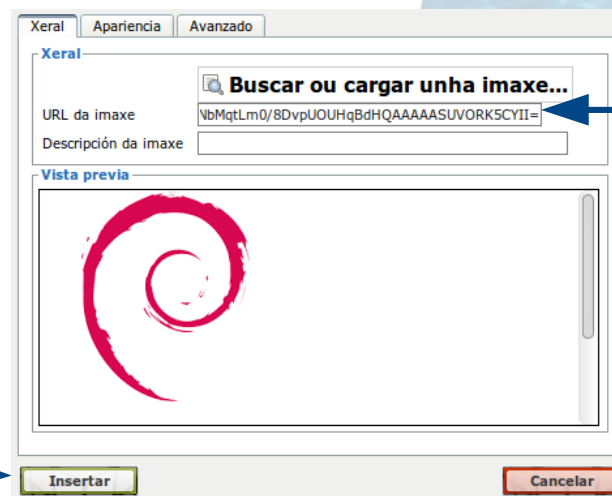 Xeral Apariencia Avanzado
Xeral
Buscar ou cargar unha imaxe...
URL da imaxe VbMqtLm0/8DvpUOUHqBdHQAAAAASUVORK5CYII=
Descripción da imaxe
Vista previa
Insertar Cancelar